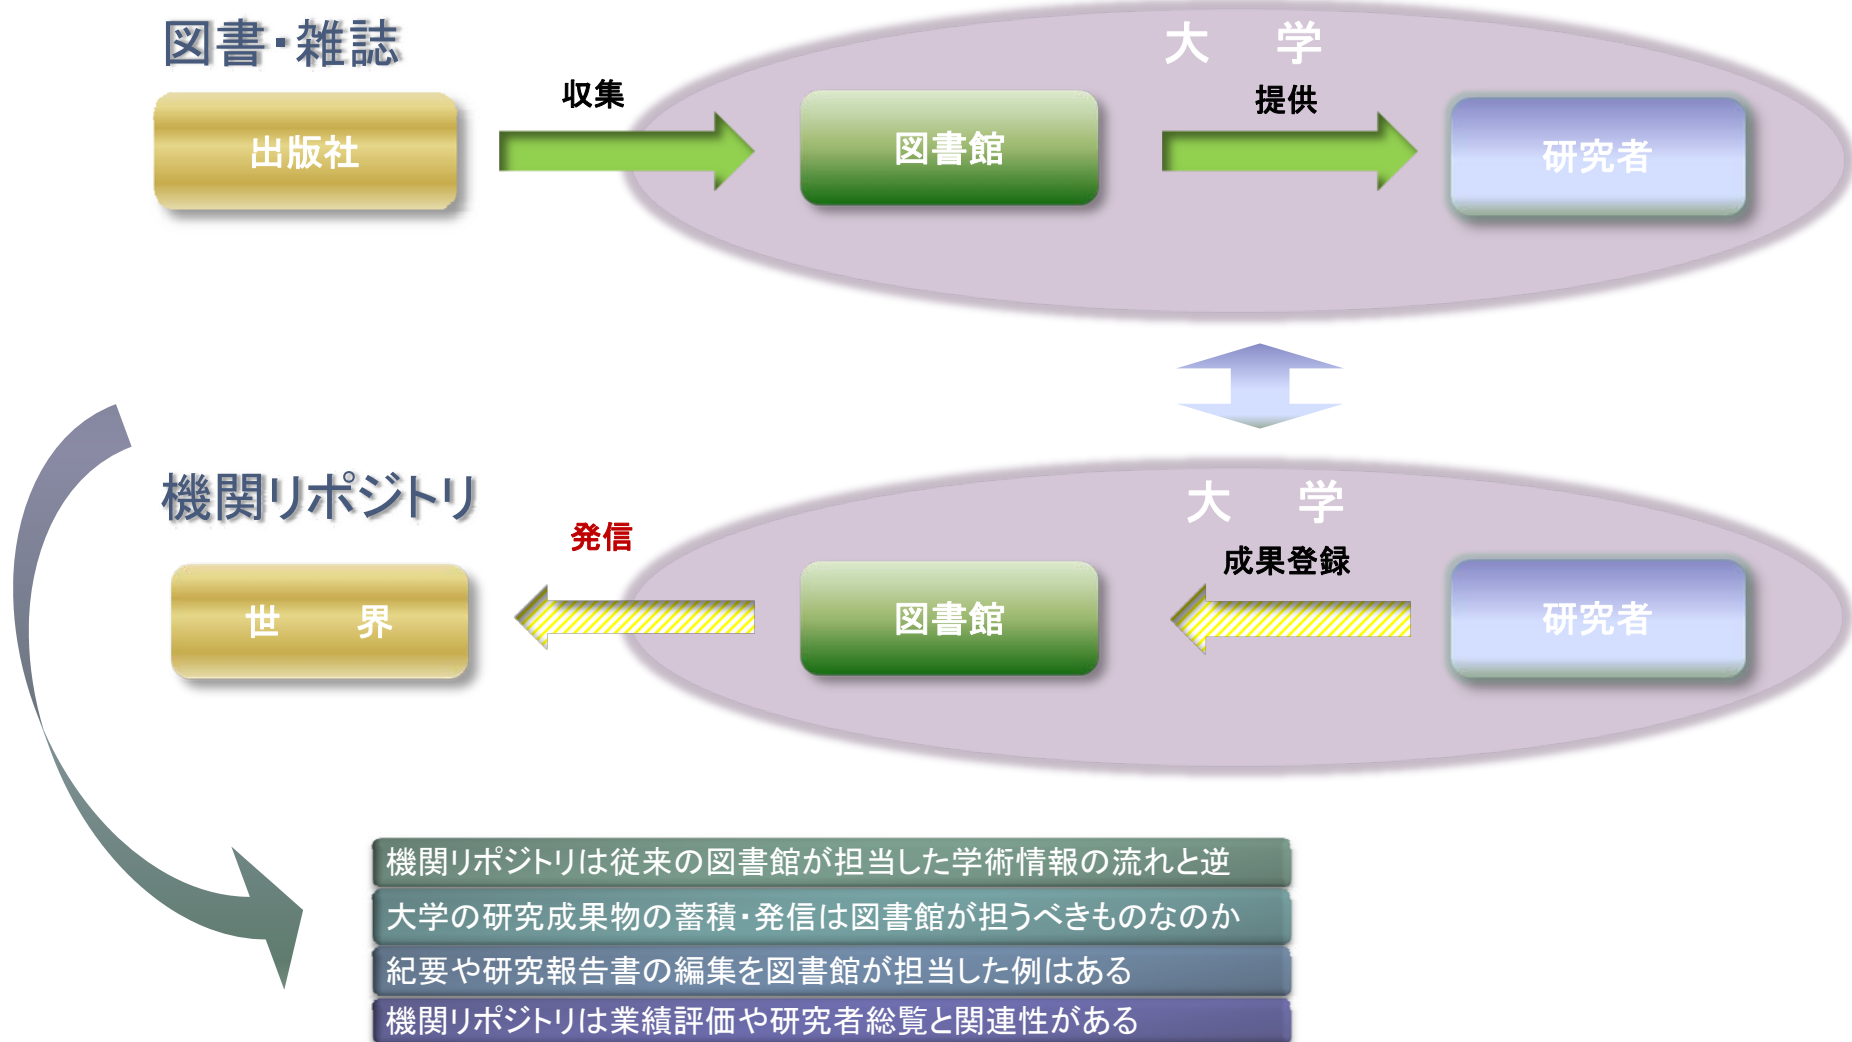 図書・雑誌
大　学
収集
提供
出版社
図書館
研究者
機関リポジトリ
大　学
発信
成果登録
世　界
図書館
研究者
機関リポジトリは従来の図書館が担当した学術情報の流れと逆
大学の研究成果物の蓄積・発信は図書館が担うべきものなのか
紀要や研究報告書の編集を図書館が担当した例はある
機関リポジトリは業績評価や研究者総覧と関連性がある